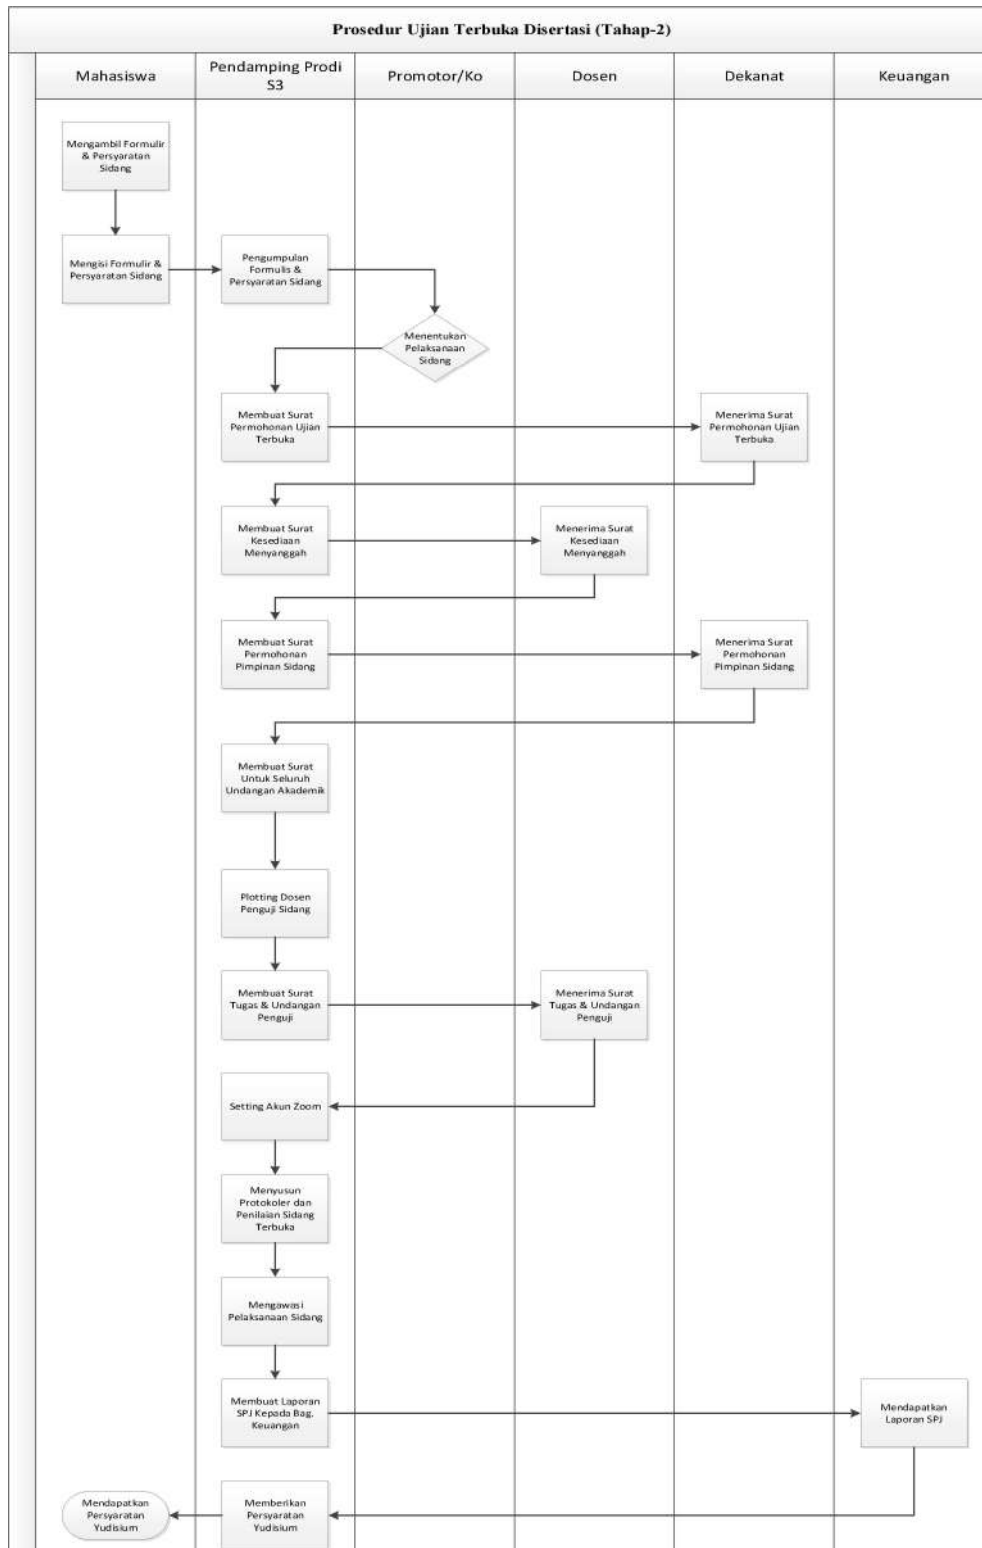 Prosedur Ujian Terbuka Disertasi (Tahap-2)
Mahasiswa
Pendamping Prodi
S3
Promotor/Ko
Dosen
Dekanat
Keuangan
Mengambil Formulir
& Persyaratan
Sidang
Mengisi Formulir &
Persyaratan Sidang
Pengumpulan
Formulis &
Persyaratan Sidang
Menentukan
Pelaksanaan
Sidang
Membuat Surat
Permohonan Ujian
Terbuka
Menerima Surat
Permohonan Ujian
Terbuka
Membuat Surat
Kesediaan
Menyanggah
Menerima Surat
Kesediaan
Menyanggah
Membuat Surat
Permohonan
Pimpinan Sidang
Menerima Surat
Permohonan
Pimpinan Sidang
Membuat Surat
Untuk Seluruh
Undangan Akademik
Plotting Dosen
Penguji Sidang
Membuat Surat
Tugas & Undangan
Penguji
Menerima Surat
Tugas & Undangan
Penguji
Setting Akun Zoom
Menyusun
Protokoler dan
Penilaian Sidang
Terbuka
Mengawasi
Pelaksanaan Sidang
Membuat Laporan
SPJ Kepada Bag.
Keuangan
Mendapatkan
Laporan SPJ
Mendapatkan
Persyaratan
Yudisium
Memberikan
Persyaratan
Yudisium